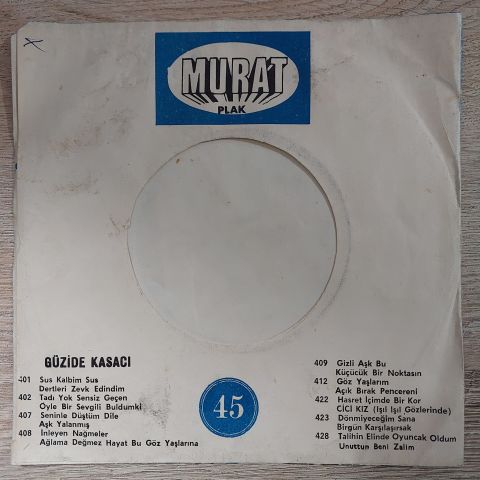 MURAT
PLAK
GÜZİDE KASACI
401 Sus Kalbim Sus
Dertleri Zevk Edindim
402 Tadı Yok Sensiz Geçen
Öyle Bir Sevgili Buldumki
407 Seninle Düştüm Dile
Aşk Yalanmış
408 İnleyen Nağmeler
Ağlama Değmez Hayat Bu Göz Yaşlarına
45
409 Gizli Aşk Bu
Küçücük Bir Noktasın
412 Göz Yaşlarım
Açık Bırak Pencereni
422 Hasret İçimde Bir Kor
CİCİ KIZ (Işıl Işıl Gözlerinde)
423 Dönmiyeceğim Sana
Birgün Karşılaşırsak
428 Talihin Elinde Oyuncak Oldum
Unuttun Beni Zalim